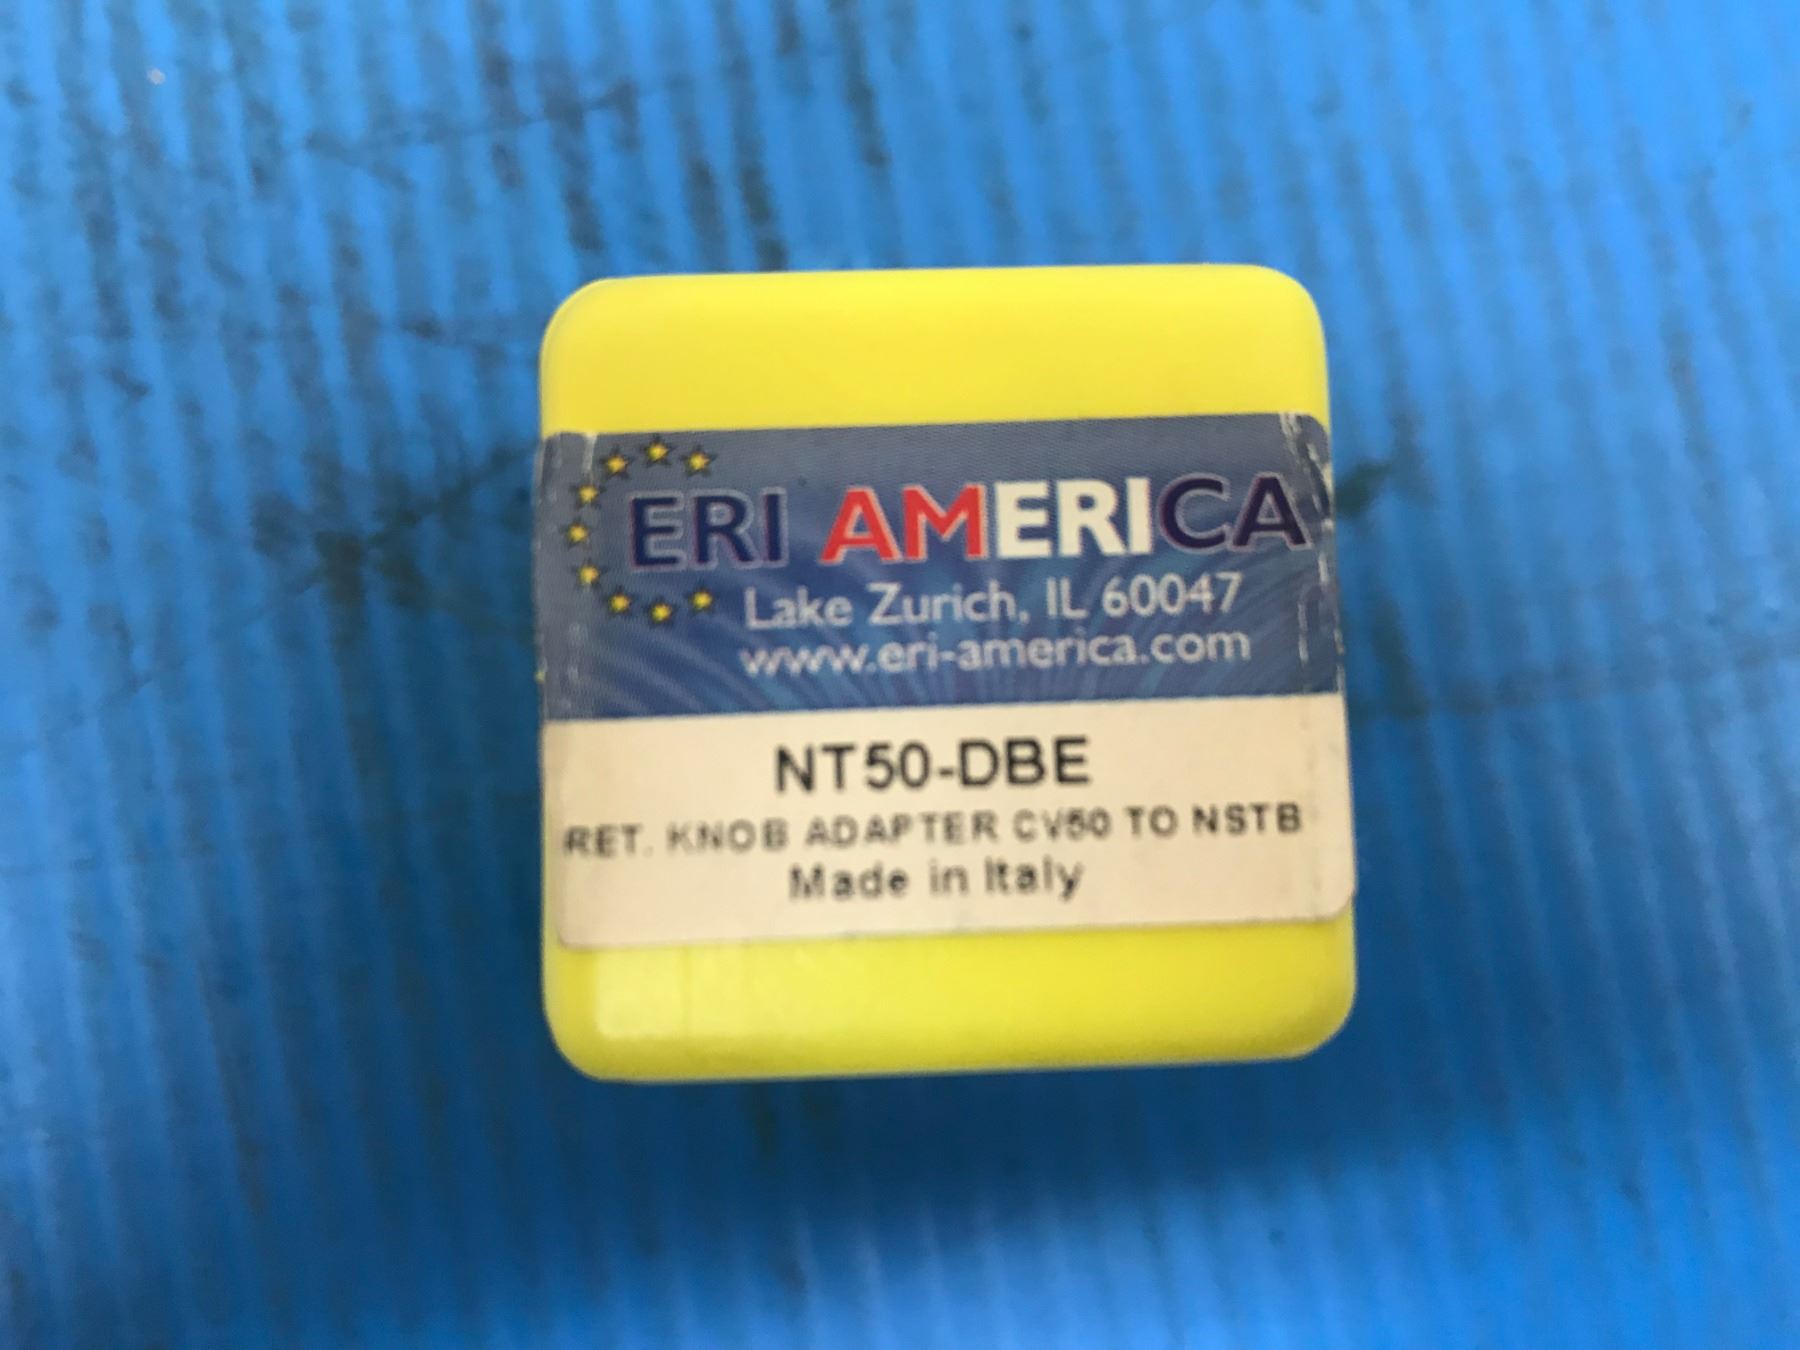 ERI AMERICA
Lake Zurich, IL 60047
www.eri-america.com
NT50-DBE
RET. KNOB ADAPTER CV50 TO NSTB
Made in Italy